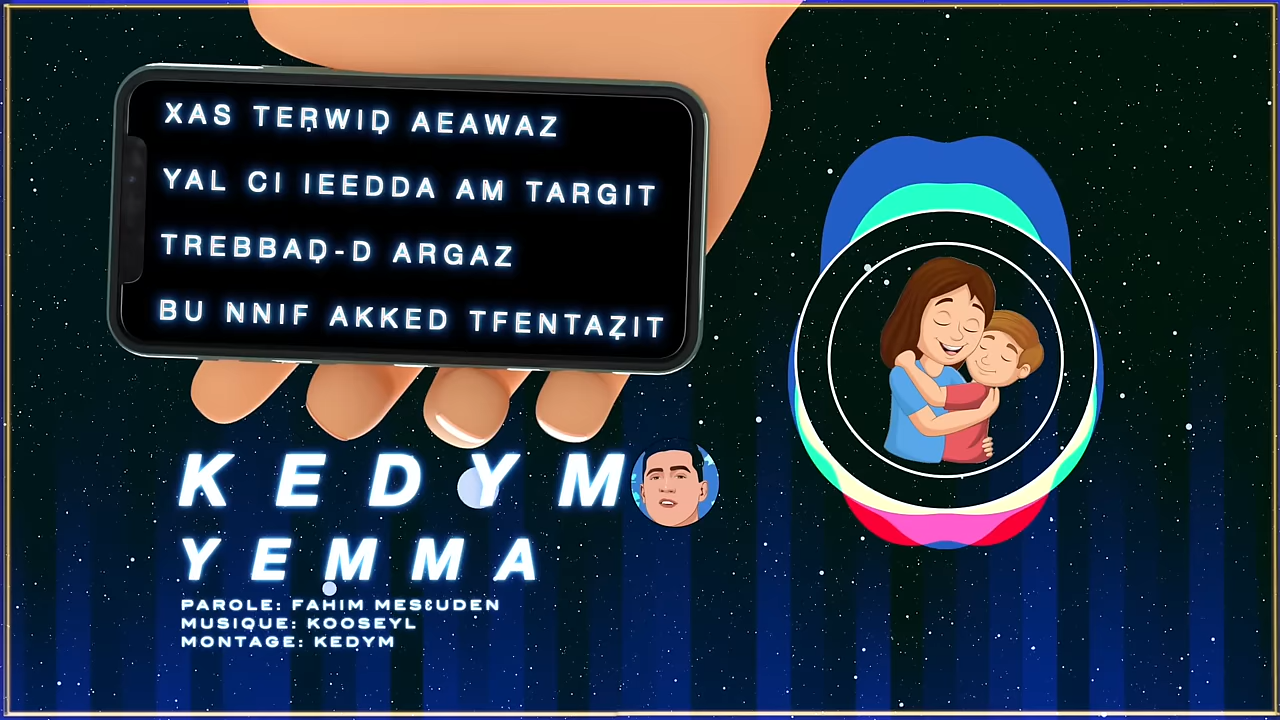 XAS TEṚWIḌ AEAWAZ
YAL CI IEEDDA AM TARGIT
TREBBAḌ-D ARGAZ
BU NNIF AKKED TFENTAẒIT
KEDYM
YEMMA
PAROLE: FAHIM MESƐUDEN
MUSIQUE: KOOSEYL
MONTAGE: KEDYM